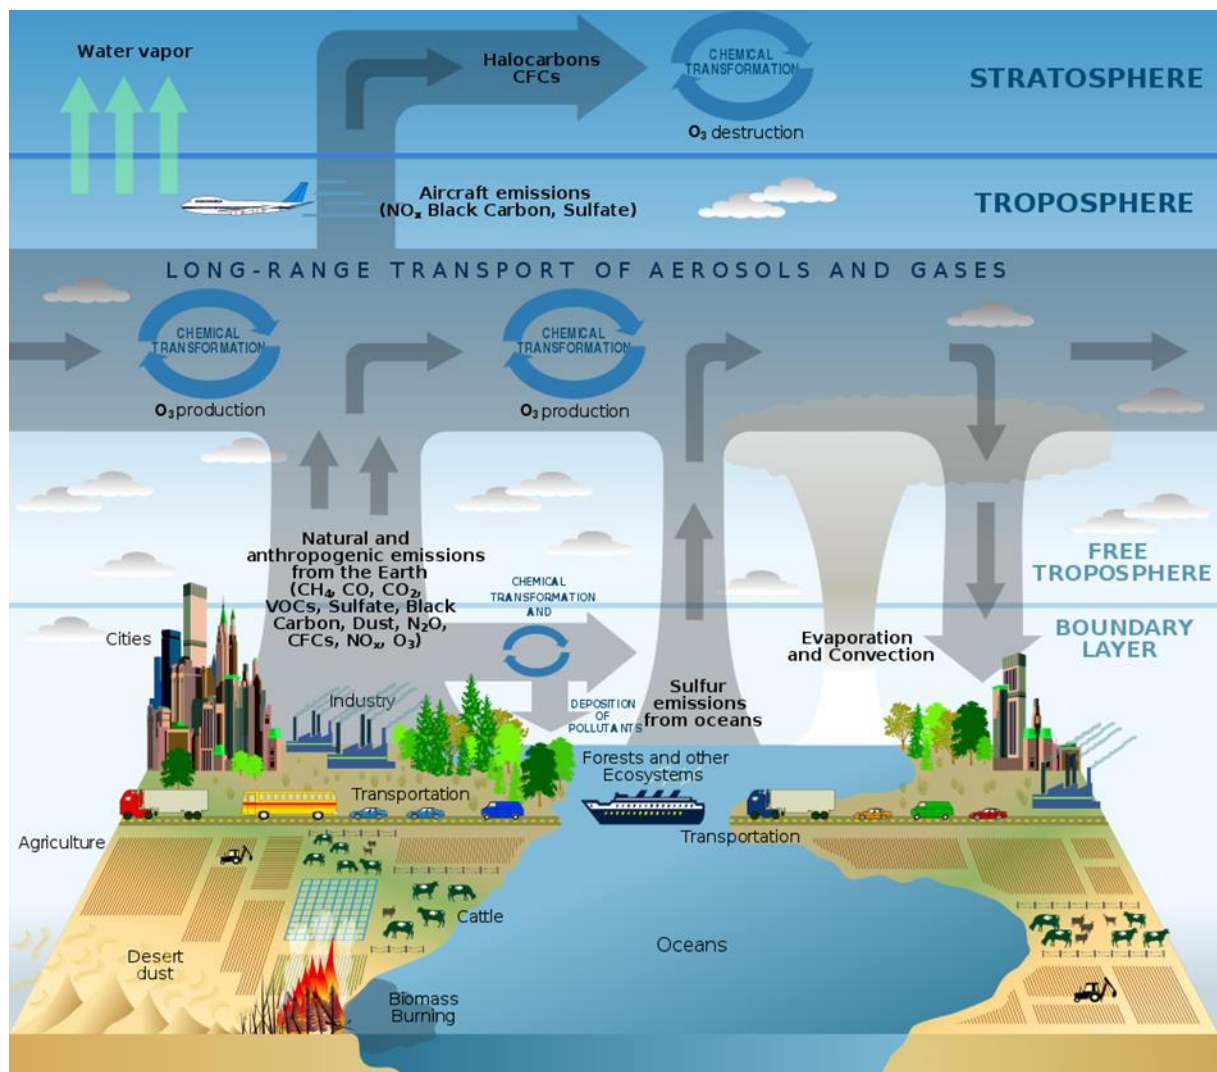 Water vapor
Halocarbons
CFCs
CHEMICAL
TRANSFORMATION
O₃ destruction
STRATOSPHERE
Aircraft emissions
(NOₓ Black Carbon, Sulfate)
TROPOSPHERE
LONG-RANGE TRANSPORT OF AEROSOLS AND GASES
CHEMICAL
TRANSFORMATION
O₃ production
CHEMICAL
TRANSFORMATION
O₃ production
Natural and
anthropogenic emissions
from the Earth
(CH₄, CO, CO₂,
VOCs, Sulfate, Black
Carbon, Dust, N₂O,
CFCs, NOₓ, O₃)
CHEMICAL
TRANSFORMATION
AND
DEPOSITION
OF
POLLUTANTS
FREE
TROPOSPHERE
BOUNDARY
LAYER
Cities
Industry
Sulfur
emissions
from oceans
Evaporation
and Convection
Forests and other
Ecosystems
Transportation
Transportation
Agriculture
Cattle
Oceans
Desert
dust
Biomass
Burning